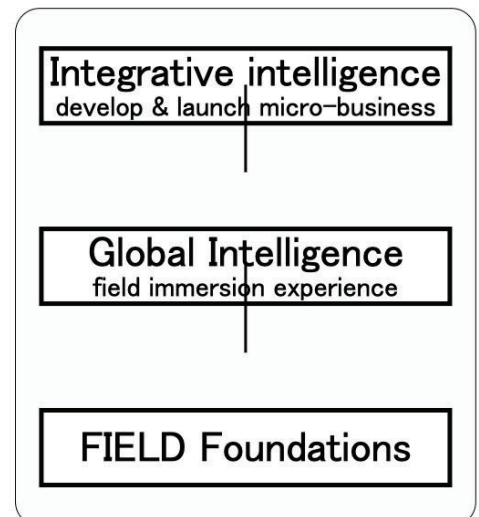 Integrative intelligence
develop & launch micro-business
Global Intelligence
field immersion experience
FIELD Foundations